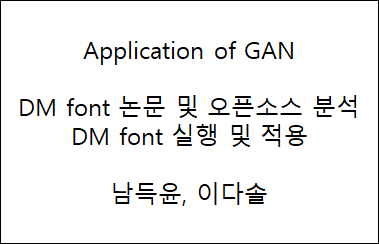 Application of GAN
DM font 논문 및 오픈소스 분석
DM font 실행 및 적용
남득윤, 이다솔